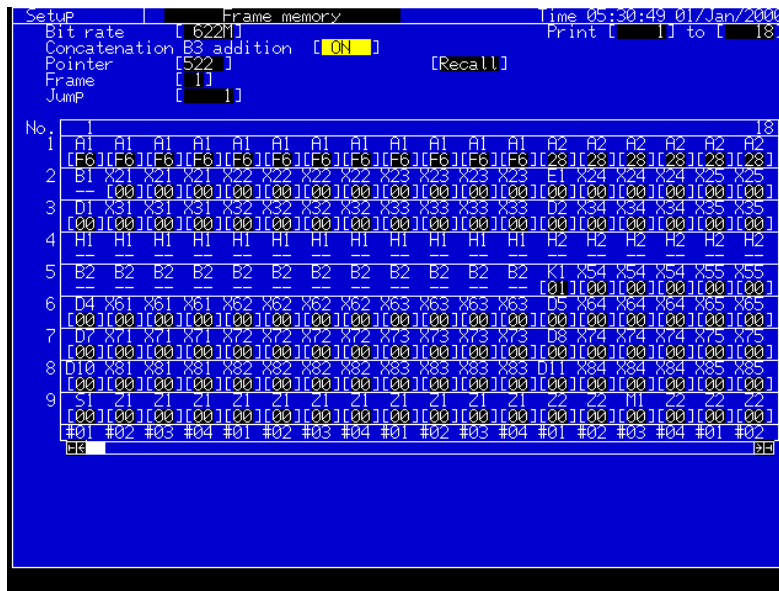 Setup Frame memory Time 05:30:49 01/Jan/2000
Bit rate [ 622M] Print [ 1] to [ 18]
Concatenation B3 addition [ ON ]
Pointer [522 ] [Recall]
Frame [ 1]
Jump [ 1]
No. 1 18
1 A1 A1 A1 A1 A1 A1 A1 A1 A1 A1 A1 A1 A2 A2 A2 A2 A2 A2
[F6][F6][F6][F6][F6][F6][F6][F6][F6][F6][F6][F6][28][28][28][28][28][28]
2 B1 X21 X21 X21 X22 X22 X22 X22 X23 X23 X23 X23 E1 X24 X24 X24 X25 X25
-- [00][00][00][00][00][00][00][00][00][00][00][00][00][00][00][00][00]
3 D1 X31 X31 X31 X32 X32 X32 X32 X33 X33 X33 X33 D2 X34 X34 X34 X35 X35
[00][00][00][00][00][00][00][00][00][00][00][00][00][00][00][00][00][00]
4 H1 H1 H1 H1 H1 H1 H1 H1 H1 H1 H1 H1 H2 H2 H2 H2 H2 H2
-- -- -- -- -- -- -- -- -- -- -- -- -- -- -- -- -- --
5 B2 B2 B2 B2 B2 B2 B2 B2 B2 B2 B2 B2 K1 X54 X54 X54 X55 X55
-- -- -- -- -- -- -- -- -- -- -- -- [01][00][00][00][00][00]
6 D4 X61 X61 X61 X62 X62 X62 X62 X63 X63 X63 X63 D5 X64 X64 X64 X65 X65
[00][00][00][00][00][00][00][00][00][00][00][00][00][00][00][00][00][00]
7 D7 X71 X71 X71 X72 X72 X72 X72 X73 X73 X73 X73 D8 X74 X74 X74 X75 X75
[00][00][00][00][00][00][00][00][00][00][00][00][00][00][00][00][00][00]
8 D10 X81 X81 X81 X82 X82 X82 X82 X83 X83 X83 X83 D11 X84 X84 X84 X85 X85
[00][00][00][00][00][00][00][00][00][00][00][00][00][00][00][00][00][00]
9 S1 Z1 Z1 Z1 Z1 Z1 Z1 Z1 Z1 Z1 Z1 Z1 Z2 Z2 M1 Z2 Z2 Z2
[00][00][00][00][00][00][00][00][00][00][00][00][00][00][00][00][00][00]
#01 #02 #03 #04 #01 #02 #03 #04 #01 #02 #03 #04 #01 #02 #03 #04 #01 #02